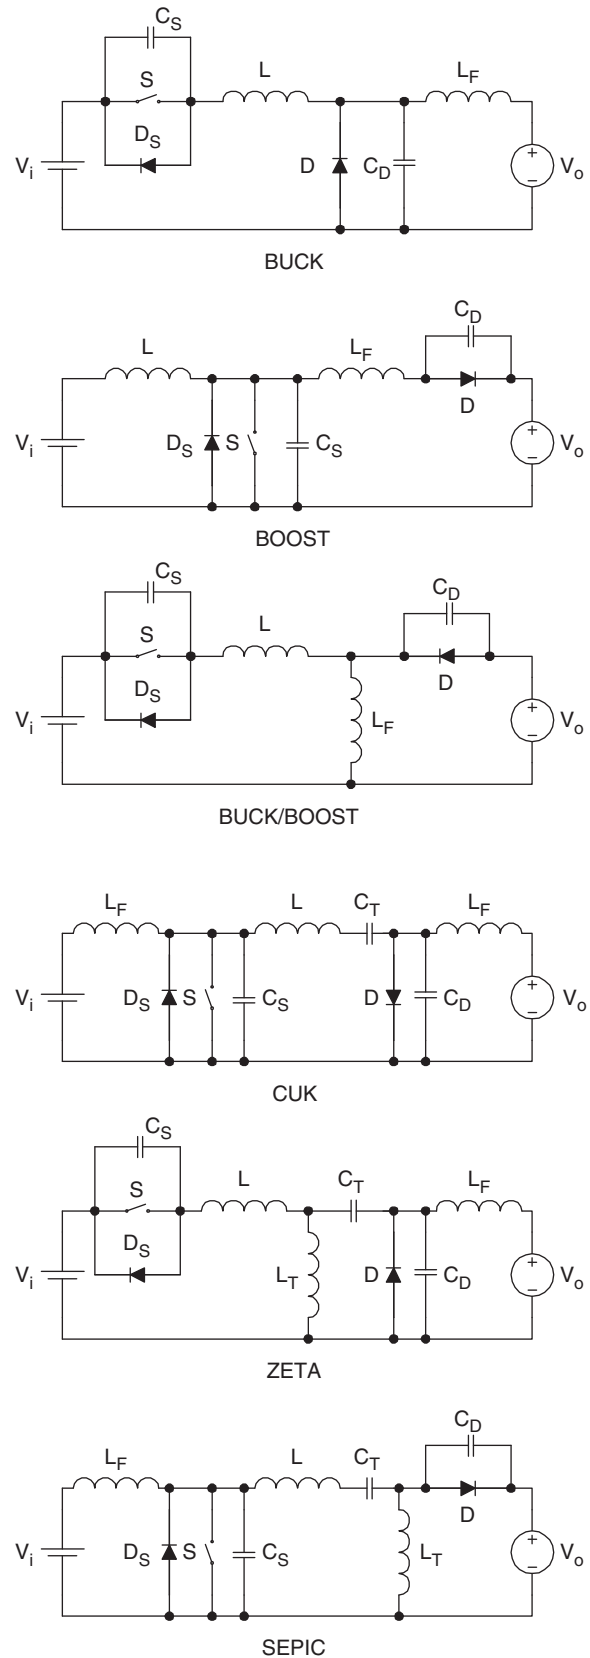 C_S
S
L
L_F
D_S
V_i
D
C_D
+
−
V_o
BUCK
C_D
L
L_F
D
V_i
D_S
S
C_S
+
−
V_o
BOOST
C_S
C_D
S
L
D_S
D
V_i
L_F
+
−
V_o
BUCK/BOOST
L_F
L
C_T
L_F
V_i
D_S
S
C_S
D
C_D
+
−
V_o
CUK
C_S
S
L
C_T
L_F
D_S
V_i
L_T
D
C_D
+
−
V_o
ZETA
C_D
L_F
L
C_T
D
V_i
D_S
S
C_S
L_T
+
−
V_o
SEPIC